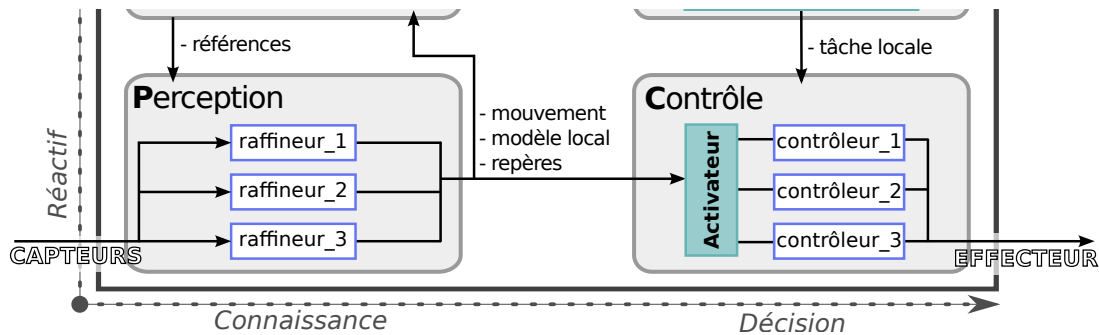 - références
- tâche locale
Perception
Contrôle
- mouvement
- modèle local
- repères
raffineur_1
raffineur_2
raffineur_3
Activateur
contrôleur_1
contrôleur_2
contrôleur_3
Réactif
CAPTEURS
EFFECTEUR
Connaissance
Décision